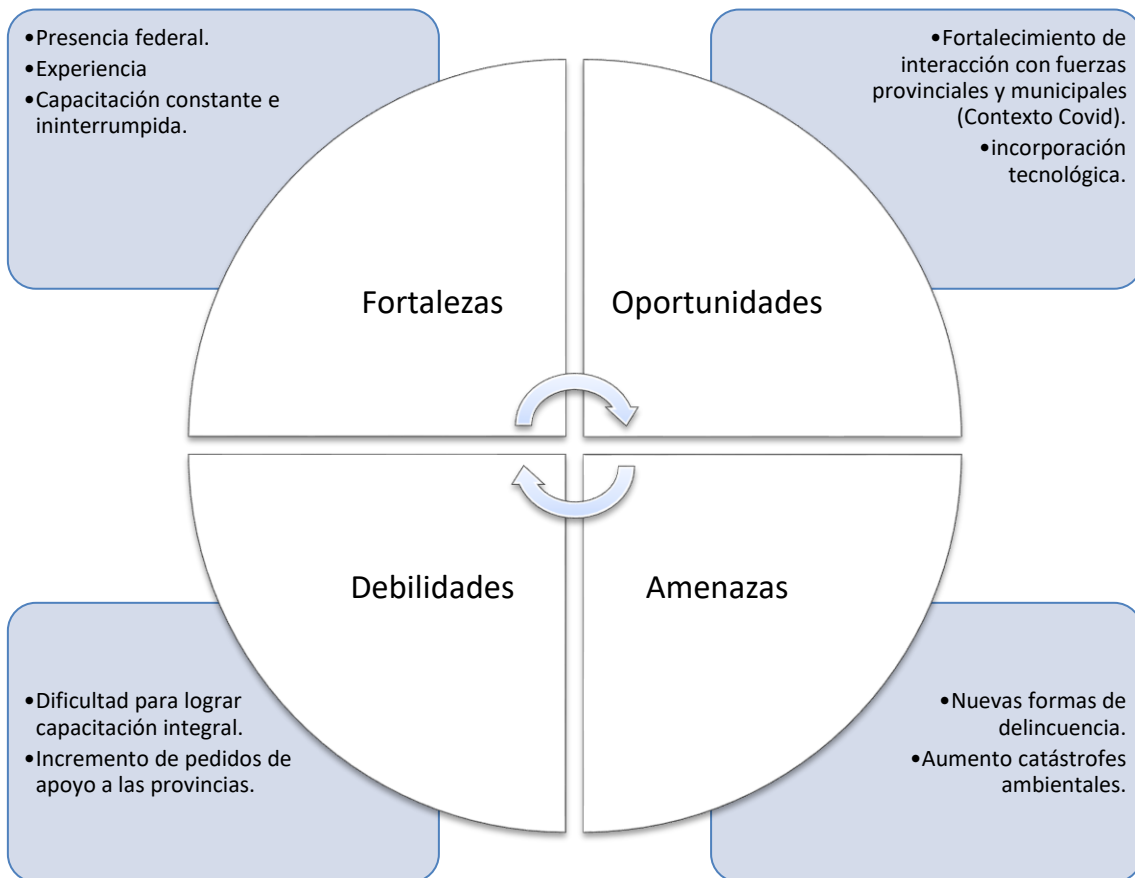 •Presencia federal.
•Experiencia
•Capacitación constante e
ininterrumpida.
•Fortalecimiento de
interacción con fuerzas
provinciales y municipales
(Contexto Covid).
•incorporación
tecnológica.
Fortalezas
Oportunidades
Debilidades
Amenazas
•Dificultad para lograr
capacitación integral.
•Incremento de pedidos de
apoyo a las provincias.
•Nuevas formas de
delincuencia.
•Aumento catástrofes
ambientales.